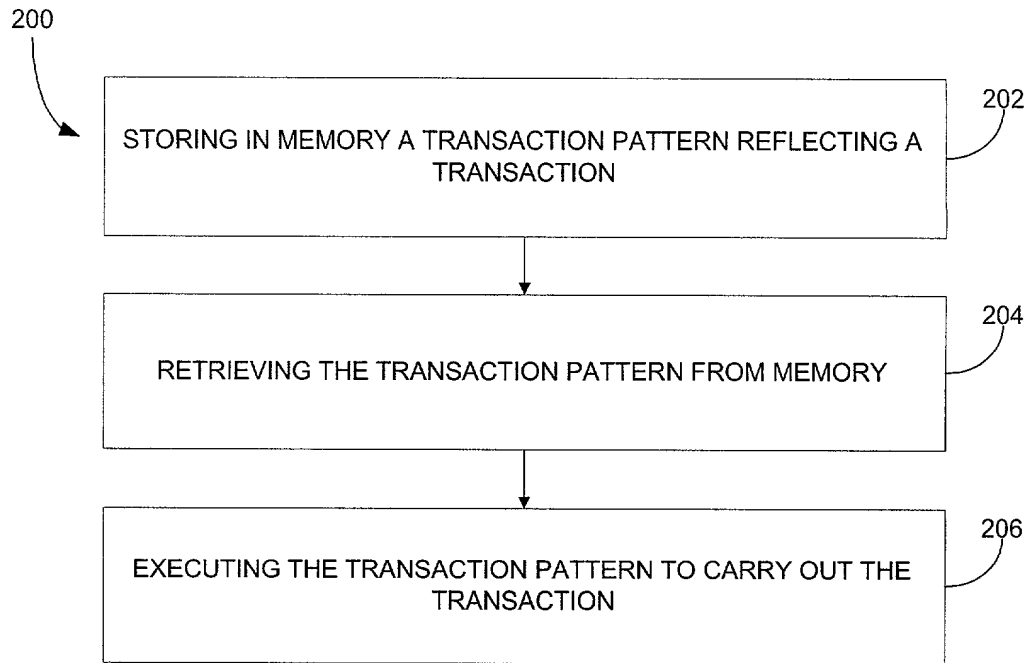 200
202
STORING IN MEMORY A TRANSACTION PATTERN REFLECTING A
TRANSACTION
204
RETRIEVING THE TRANSACTION PATTERN FROM MEMORY
206
EXECUTING THE TRANSACTION PATTERN TO CARRY OUT THE
TRANSACTION